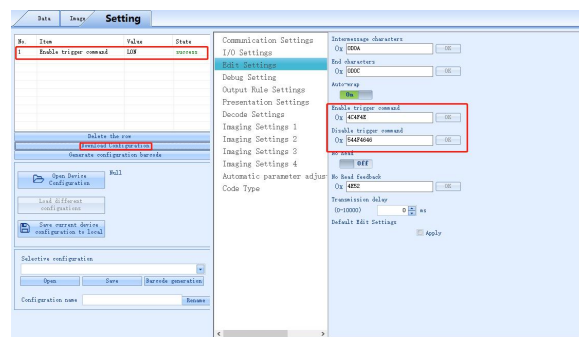 Data Image Setting
No. Item Value State
1 Enable trigger command LON success
Delete the row
Download Configuration
Generate configuration barcode
Open Device Configuration
Null
Load different configuations
Save current device configuration to local
Selective configuration
Open Save Barcode generation
Configuration name Rename
Communication Settings
I/O Settings
Edit Settings
Debug Setting
Output Rule Settings
Presentation Settings
Decode Settings
Imaging Settings 1
Imaging Settings 2
Imaging Settings 3
Imaging Settings 4
Automatic parameter adjus
Code Type
Intermessage characters
0x 0D0A OK
End characters
0x 0D0C OK
Auto-wrap
On
Enable trigger command
0x 4C4F4E OK
Disable trigger command
0x 544F4646 OK
No Read
Off
No Read feedback
0x 4E52 OK
Transmission delay
(0-10000) 0 ms
Default Edit Settings
Apply